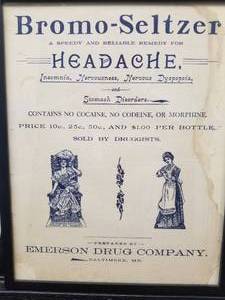 Bromo-Seltzer
A SPEEDY AND RELIABLE REMEDY FOR
HEADACHE,
Insomnia, Nervousness, Nervous Dyspepsia,
and
Stomach Disorders.
CONTAINS NO COCAINE, NO CODEINE, OR MORPHINE.
PRICE 10c, 25c, 50c, AND $1.00 PER BOTTLE.
SOLD BY DRUGGISTS.
PREPARED BY
EMERSON DRUG COMPANY.
BALTIMORE, MD.